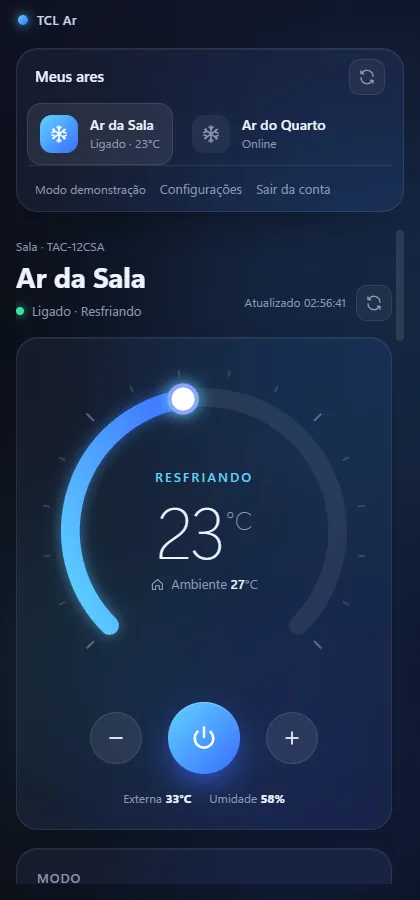 TCL Ar
Meus ares
Ar da Sala
Ligado · 23°C
Ar do Quarto
Online
Modo demonstração Configurações Sair da conta
Sala · TAC-12CSA
Ar da Sala
Ligado · Resfriando
Atualizado 02:56:41
RESFRIANDO
23°C
Ambiente 27°C
Externa 33°C Umidade 58%
MODO